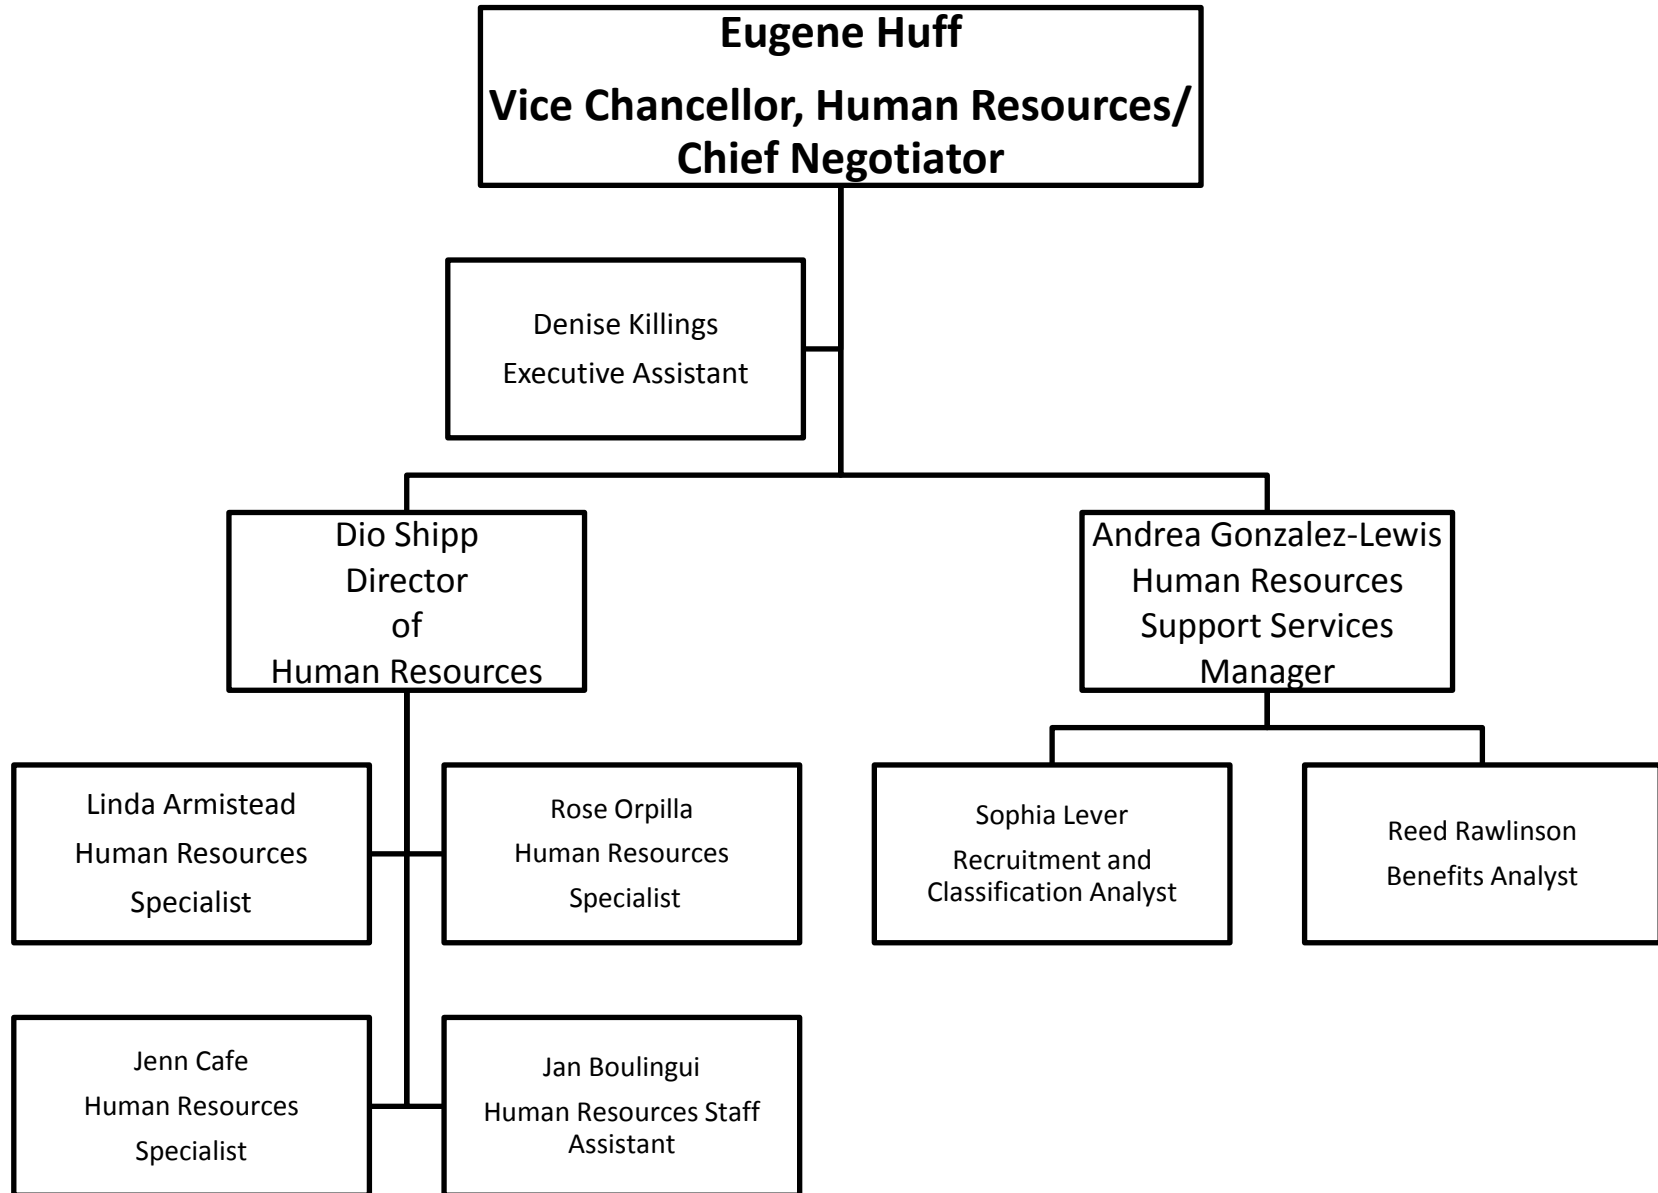 Eugene Huff
Vice Chancellor, Human Resources/
Chief Negotiator
Denise Killings
Executive Assistant
Dio Shipp
Director
of
Human Resources
Andrea Gonzalez-Lewis
Human Resources
Support Services
Manager
Linda Armistead
Human Resources
Specialist
Rose Orpilla
Human Resources
Specialist
Sophia Lever
Recruitment and
Classification Analyst
Reed Rawlinson
Benefits Analyst
Jenn Cafe
Human Resources
Specialist
Jan Boulingui
Human Resources Staff
Assistant